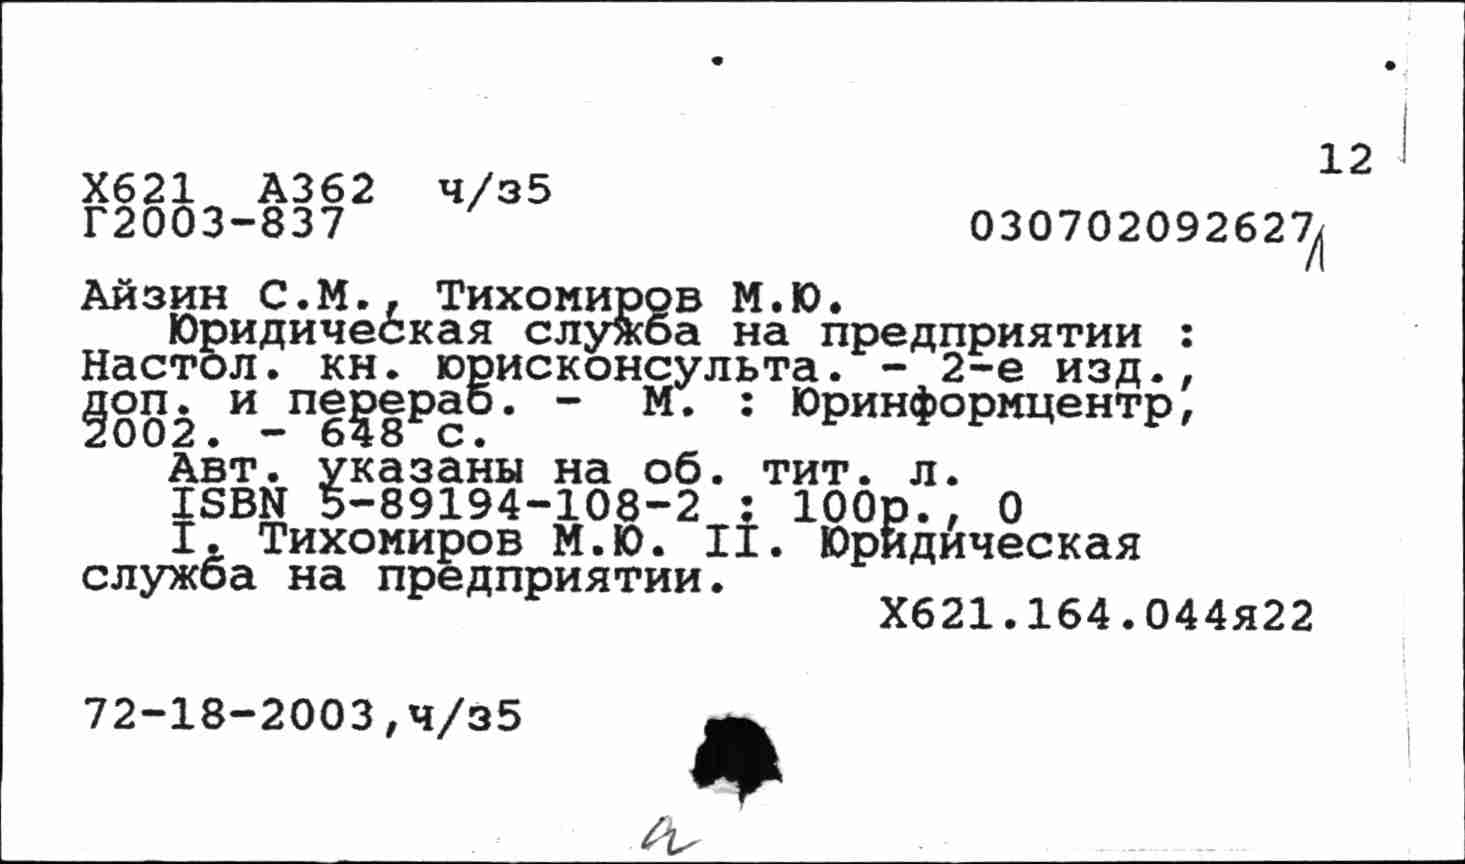 12
Х621 А362 ч/з5
Г2003-837 030702092627
Айзин С.М., Тихомиров М.Ю.
Юридическая служба на предприятии :
Настол. кн. юрисконсульта. - 2-е изд.,
доп. и перераб. - М. : Юринформцентр,
2002. - 648 с.
Авт. указаны на об. тит. л.
ISBN 5-89194-108-2 : 100р., 0
I. Тихомиров М.Ю. II. Юридическая
служба на предприятии.
Х621.164.044я22
72-18-2003,ч/з5